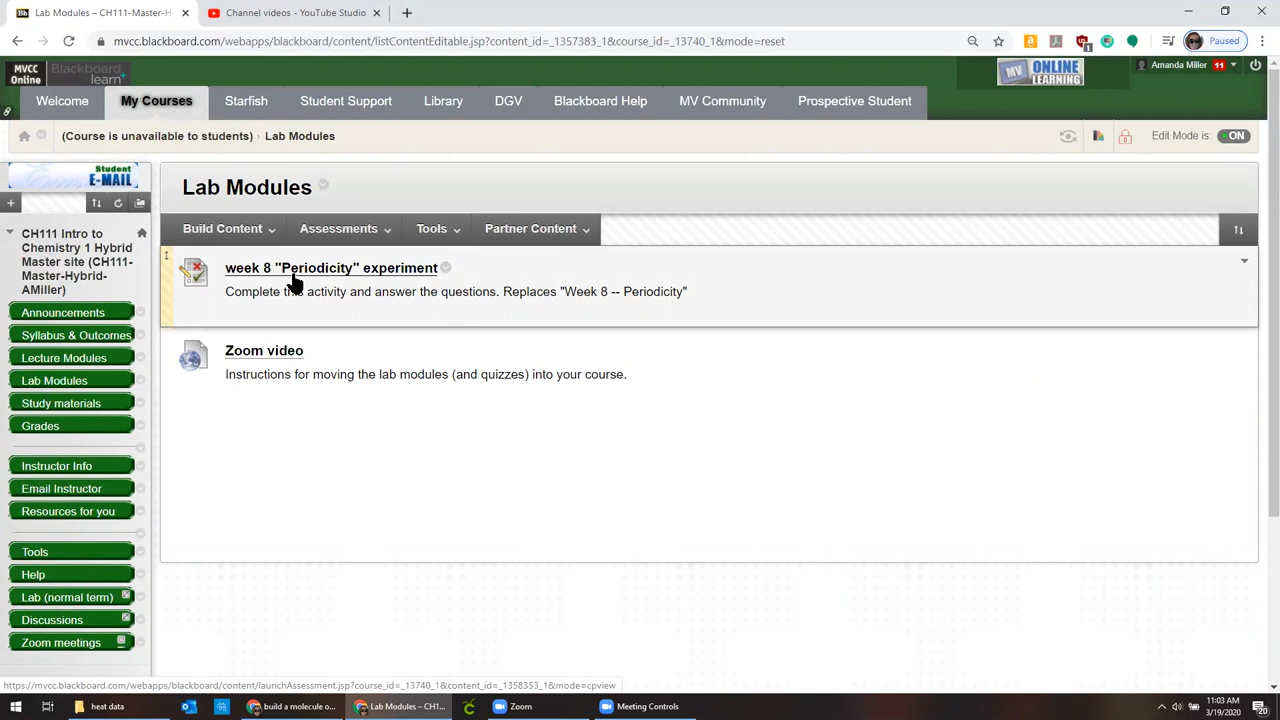 Lab Modules – CH111-Master-H
Channel videos - YouTube Studio
mvcc.blackboard.com/webapps/blackboard/content/listContentEditable.jsp?content_id=_1357383_1&course_id=_13740_1&mode=reset
Paused
MVCC Online
Blackboard learn+
MV ONLINE LEARNING
Amanda Miller 11
Welcome
My Courses
Starfish
Student Support
Library
DGV
Blackboard Help
MV Community
Prospective Student
(Course is unavailable to students) › Lab Modules
Edit Mode is: ON
Student E-MAIL
Lab Modules
Build Content
Assessments
Tools
Partner Content
CH111 Intro to
Chemistry 1 Hybrid
Master site (CH111-
Master-Hybrid-
AMiller)
Announcements
Syllabus & Outcomes
Lecture Modules
Lab Modules
Study materials
Grades
Instructor Info
Email Instructor
Resources for you
Tools
Help
Lab (normal term)
Discussions
Zoom meetings
week 8 "Periodicity" experiment
Complete this activity and answer the questions. Replaces "Week 8 -- Periodicity"
Zoom video
Instructions for moving the lab modules (and quizzes) into your course.
https://mvcc.blackboard.com/webapps/blackboard/content/launchAssessment.jsp?course_id=_13740_1&content_id=_1358353_1&mode=cpview
heat data
build a molecule o...
Lab Modules – CH1...
Zoom
Meeting Controls
11:03 AM
3/19/2020
20